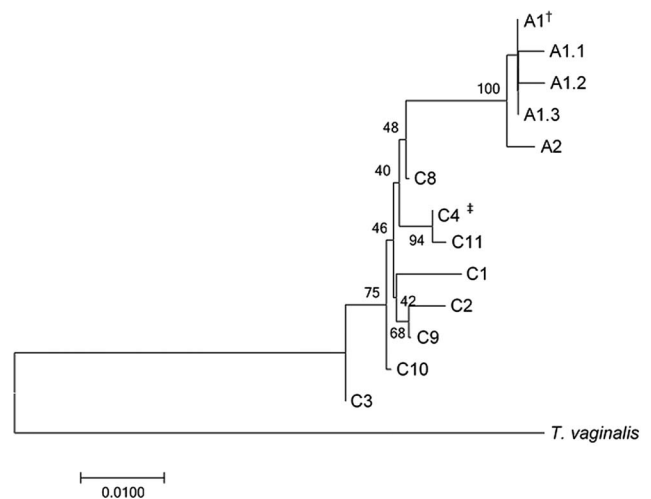 A1†
A1.1
A1.2
100
A1.3
48
A2
40
C8
C4 ‡
46
94
C11
C1
75
42
C2
68
C9
C10
C3
T. vaginalis
0.0100